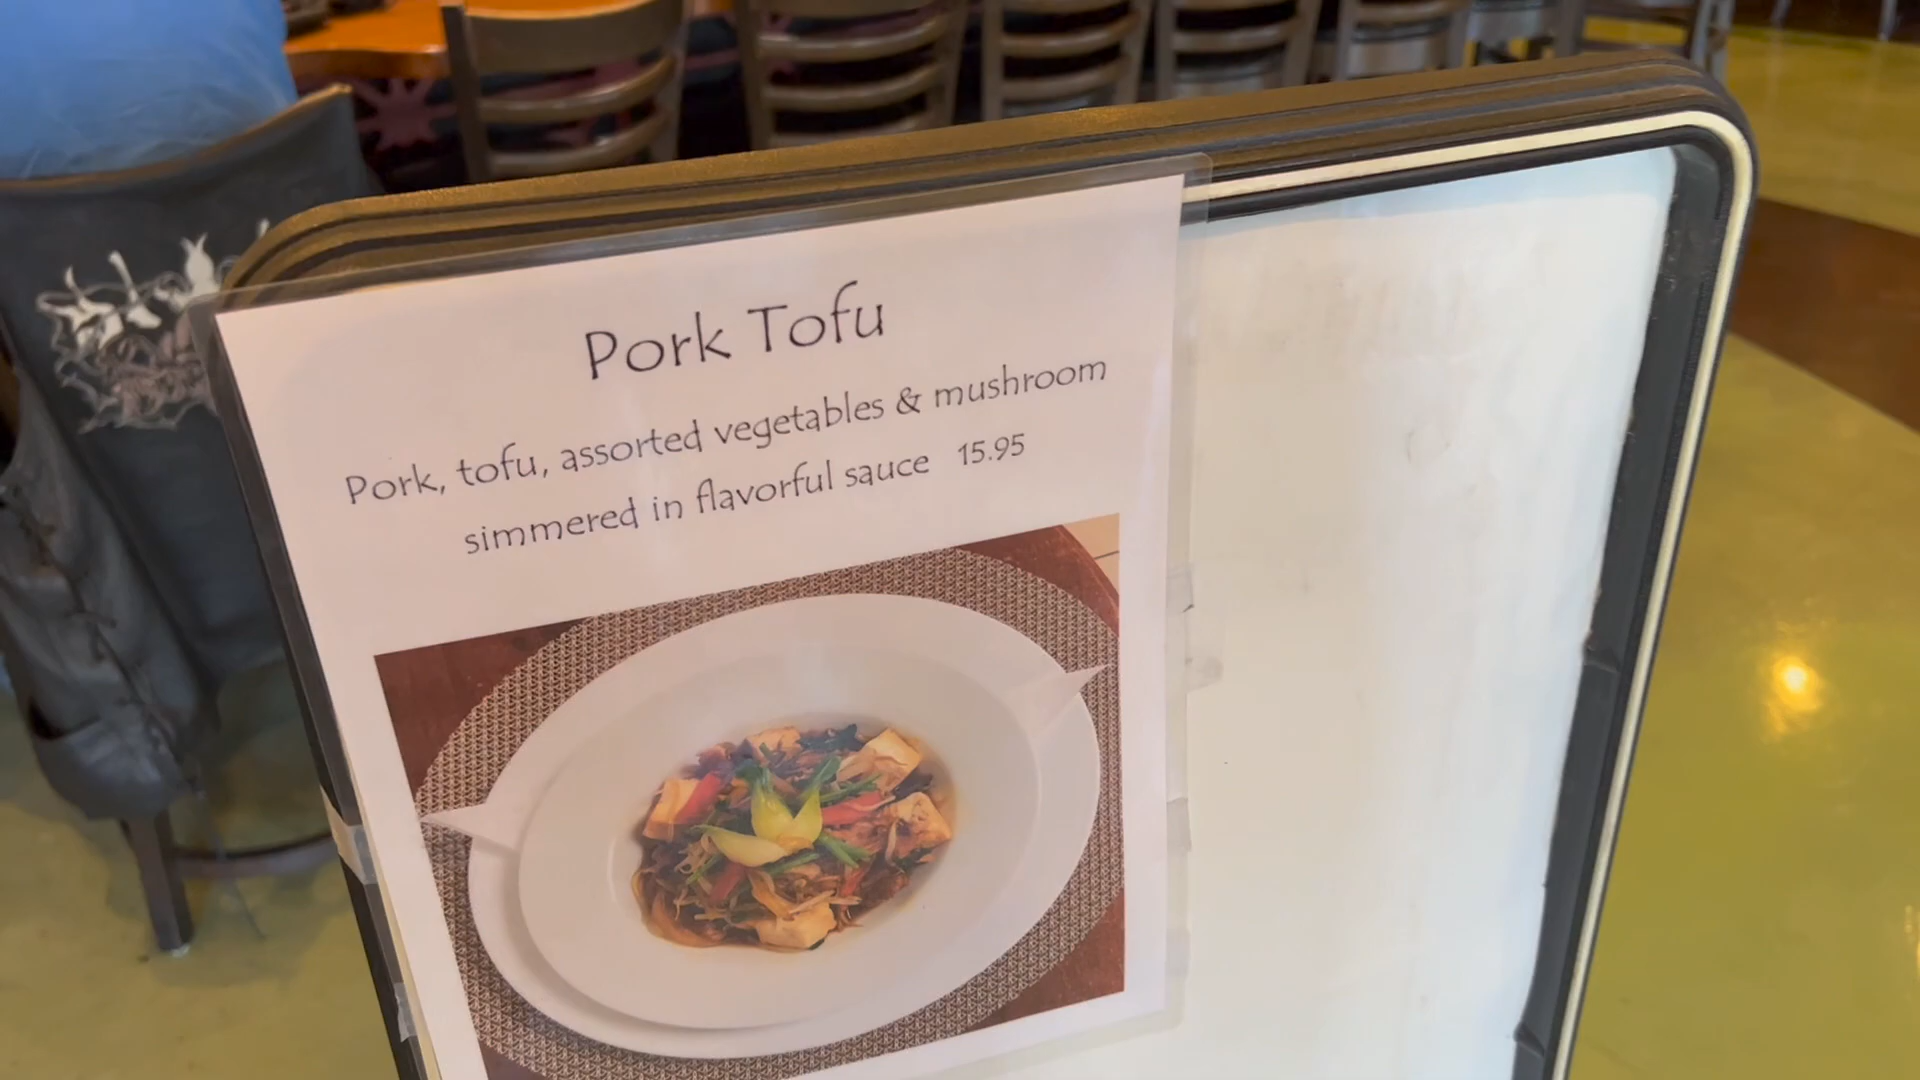 Pork Tofu
Pork, tofu, assorted vegetables & mushroom
simmered in flavorful sauce 15.95